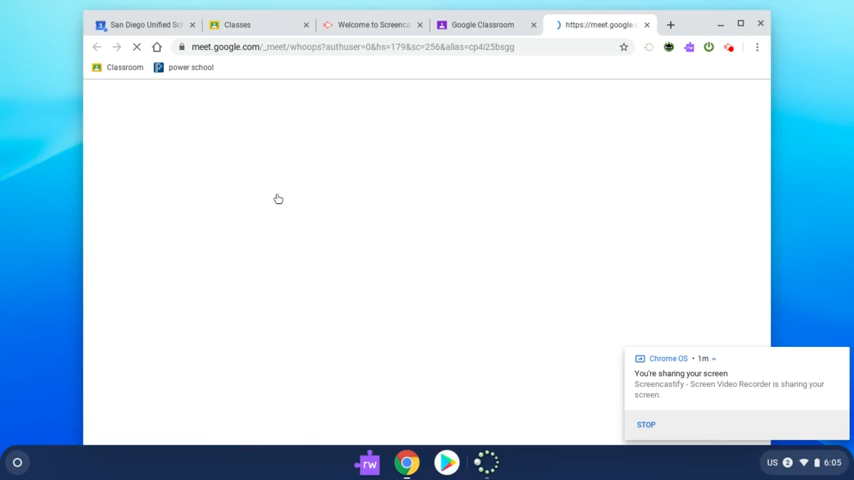 San Diego Unified Sch
Classes
Welcome to Screenca
Google Classroom
https://meet.google.c
meet.google.com/_meet/whoops?authuser=0&hs=179&sc=256&alias=cp4i25bsgg
Classroom
power school
Chrome OS • 1m
You're sharing your screen
Screencastify - Screen Video Recorder is sharing your
screen.
STOP
rw
US 2 6:05